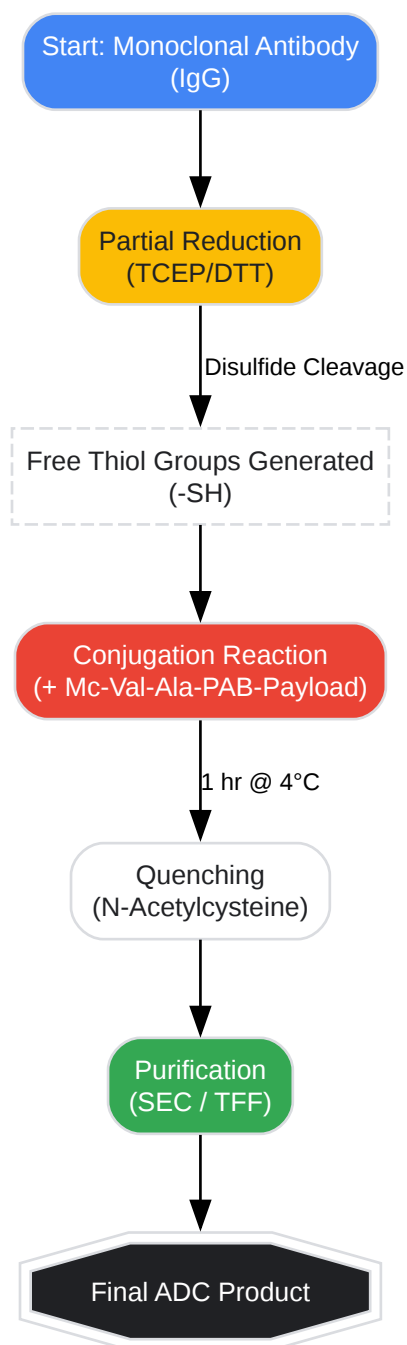 Start: Monoclonal Antibody
(IgG)
Partial Reduction
(TCEP/DTT)
Disulfide Cleavage
Free Thiol Groups Generated
(-SH)
Conjugation Reaction
(+ Mc-Val-Ala-PAB-Payload)
1 hr @ 4°C
Quenching
(N-Acetylcysteine)
Purification
(SEC / TFF)
Final ADC Product